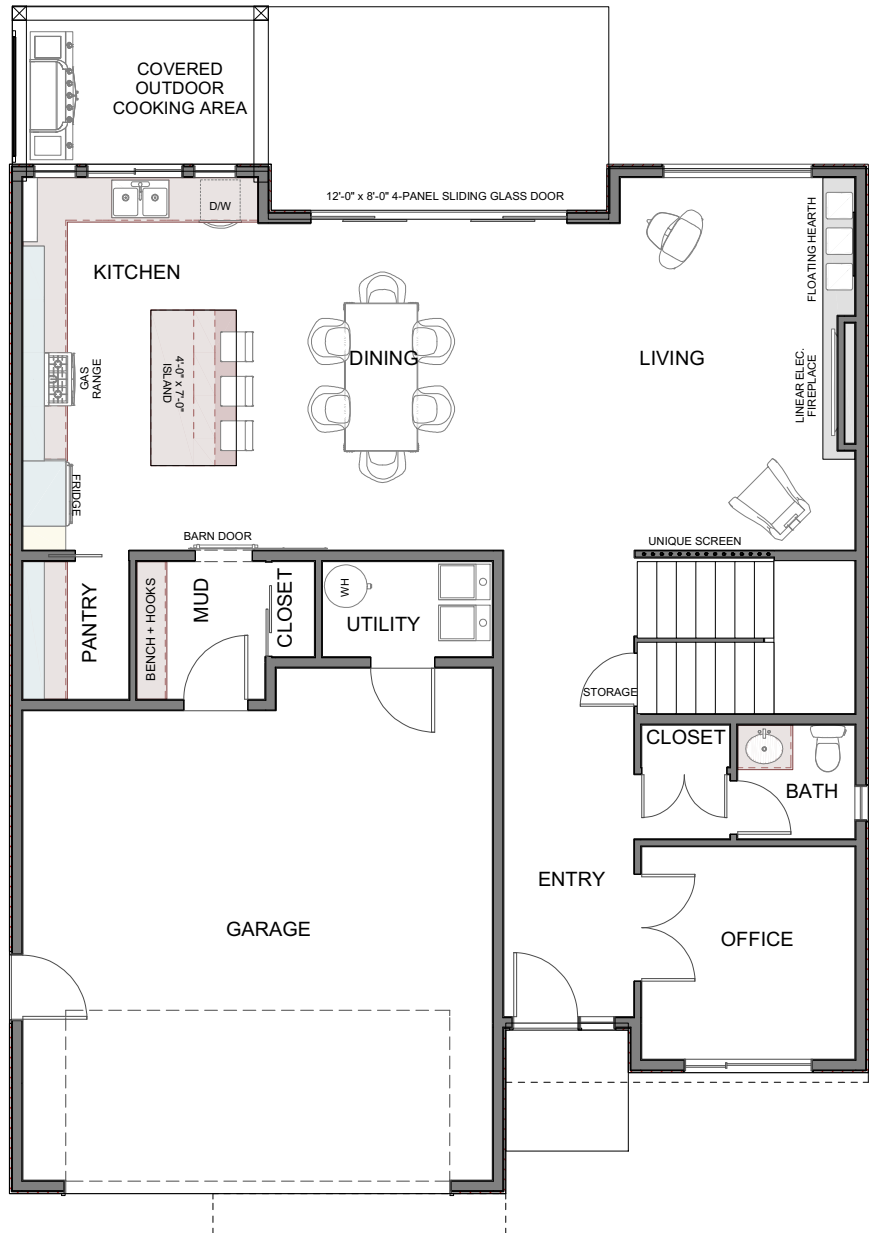 COVERED
OUTDOOR
COOKING AREA
12'-0" x 8'-0" 4-PANEL SLIDING GLASS DOOR
D/W
FLOATING HEARTH
KITCHEN
GAS
RANGE
4'-0" x 7'-0"
ISLAND
DINING
LIVING
LINEAR ELEC.
FIREPLACE
FRIDGE
BARN DOOR
UNIQUE SCREEN
PANTRY
BENCH + HOOKS
MUD
CLOSET
WH
UTILITY
STORAGE
CLOSET
BATH
ENTRY
GARAGE
OFFICE